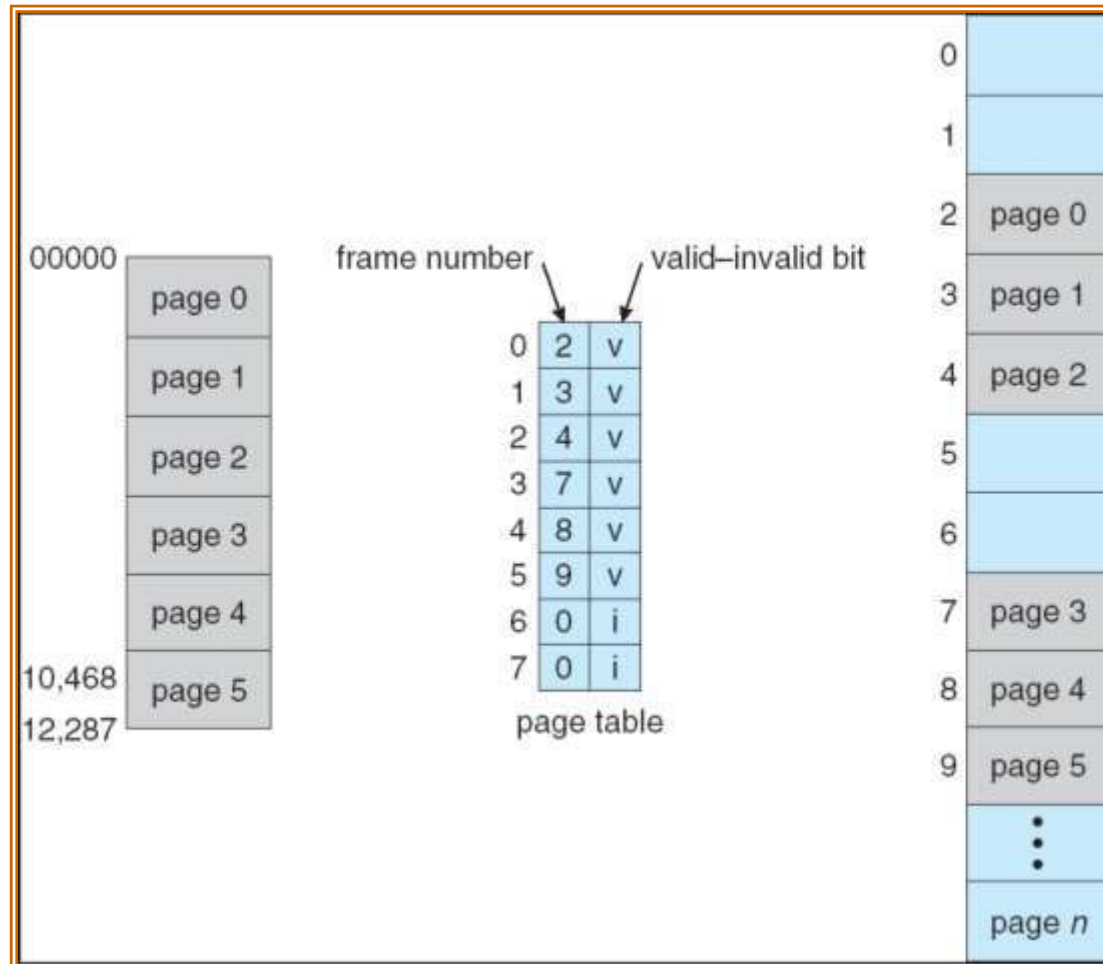 00000
page 0
page 1
page 2
page 3
page 4
10,468
page 5
12,287
frame number
valid–invalid bit
0 2 v
1 3 v
2 4 v
3 7 v
4 8 v
5 9 v
6 0 i
7 0 i
page table
0
1
2 page 0
3 page 1
4 page 2
5
6
7 page 3
8 page 4
9 page 5
page n